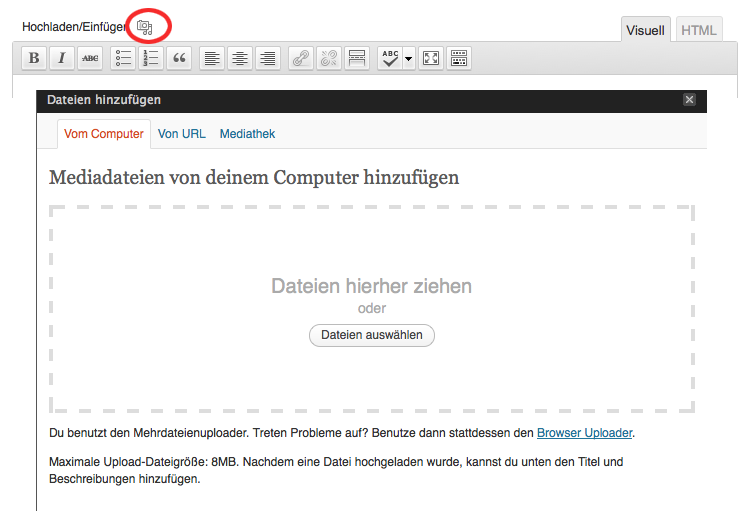 Hochladen/Einfügen
Visuell
HTML
B I ABC ABC
Dateien hinzufügen
Vom Computer Von URL Mediathek
Mediadateien von deinem Computer hinzufügen
Dateien hierher ziehen
oder
Dateien auswählen
Du benutzt den Mehrdateienuploader. Treten Probleme auf? Benutze dann stattdessen den Browser Uploader.
Maximale Upload-Dateigröße: 8MB. Nachdem eine Datei hochgeladen wurde, kannst du unten den Titel und
Beschreibungen hinzufügen.